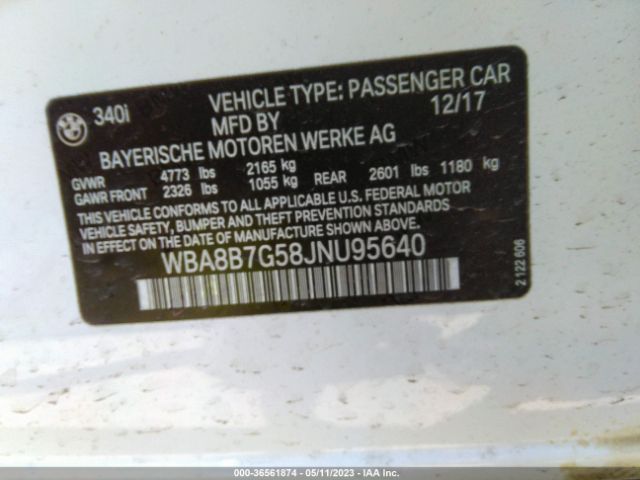 340i VEHICLE TYPE: PASSENGER CAR
MFD BY 12/17
BAYERISCHE MOTOREN WERKE AG
GVWR 4773 lbs 2165 kg
GAWR FRONT 2326 lbs 1055 kg REAR 2601 lbs 1180 kg
THIS VEHICLE CONFORMS TO ALL APPLICABLE U.S. FEDERAL MOTOR
VEHICLE SAFETY, BUMPER AND THEFT PREVENTION STANDARDS
IN EFFECT ON THE DATE OF MANUFACTURE SHOWN ABOVE.
WBA8B7G58JNU95640
2 122 606
000-36561874 - 05/11/2023 - IAA Inc.